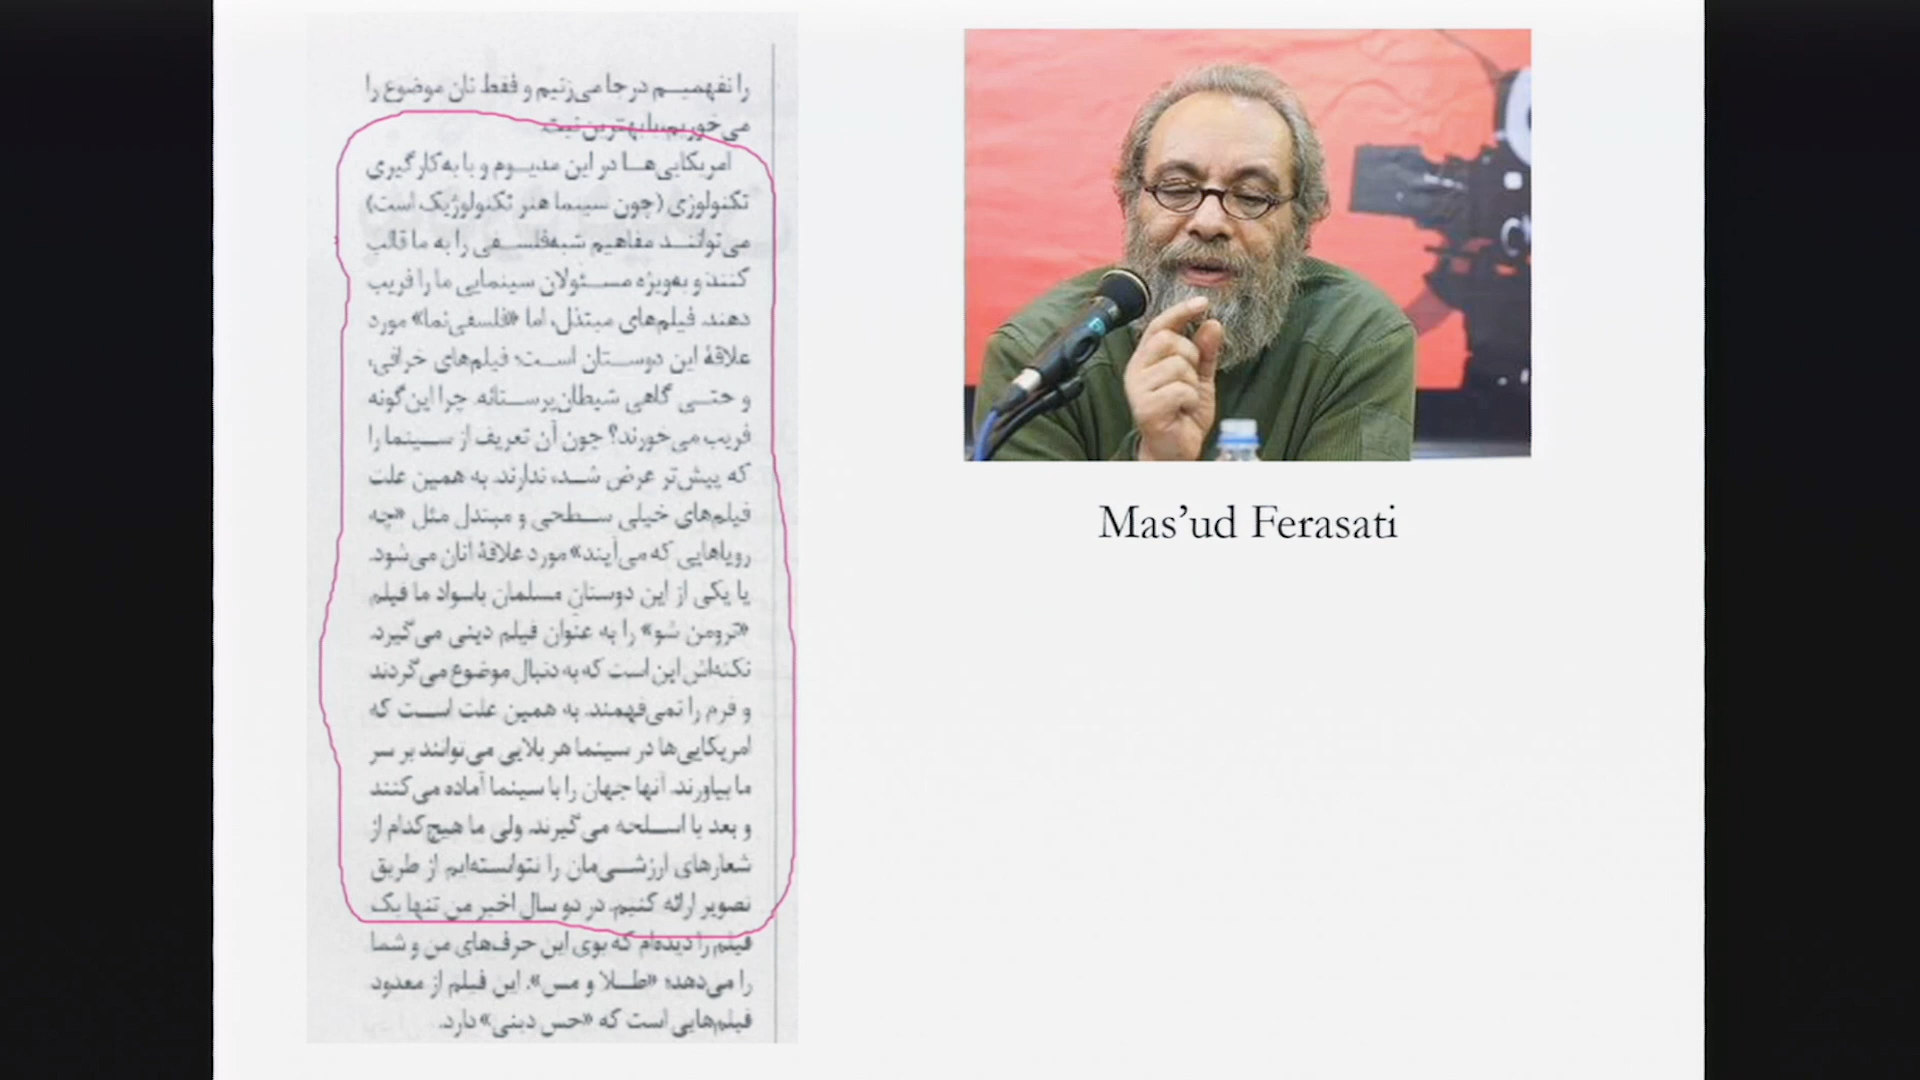 را نفهمیم درجا می‌زنیم و فقط نان موضوع را
می‌خوریم؛ با بهترین نیت.
امریکایی‌ها در این مدیوم و با به‌کارگیری
تکنولوژی (چون سینما هنر تکنولوژیک است)
می‌توانند مفاهیم شبه‌فلسفی را به ما قالب
کنند و به‌ویژه مسئولان سینمایی ما را فریب
دهند. فیلم‌های مبتذل، اما «فلسفی‌نما» مورد
علاقهٔ این دوستان است؛ فیلم‌های خرافی،
و حتی گاهی شیطان‌پرستانه. چرا این‌گونه
فریب می‌خورند؟ چون آن تعریف از سینما را
که پیش‌تر عرض شد، ندارند. به همین علت
فیلم‌های خیلی سطحی و مبتذل مثل «چه
رویاهایی که می‌آیند» مورد علاقهٔ آنان می‌شود.
یا یکی از این دوستانِ مسلمان باسواد ما فیلم
«ترومن شو» را به عنوان فیلم دینی می‌گیرد.
نکته‌اش این است که به دنبال موضوع می‌گردند
و فرم را نمی‌فهمند. به همین علت است که
امریکایی‌ها در سینما هر بلایی می‌توانند بر سر
ما بیاورند. آنها جهان را با سینما آماده می‌کنند
و بعد با اسلحه می‌گیرند. ولی ما هیچ‌کدام از
شعارهای ارزشی‌مان را نتوانسته‌ایم از طریق
تصویر ارائه کنیم. در دو سال اخیر من تنها یک
فیلم را دیده‌ام که بوی این حرف‌های من و شما
را می‌دهد؛ «طلا و مس». این فیلم از معدود
فیلم‌هایی است که «حس دینی» دارد.
Mas’ud Ferasati